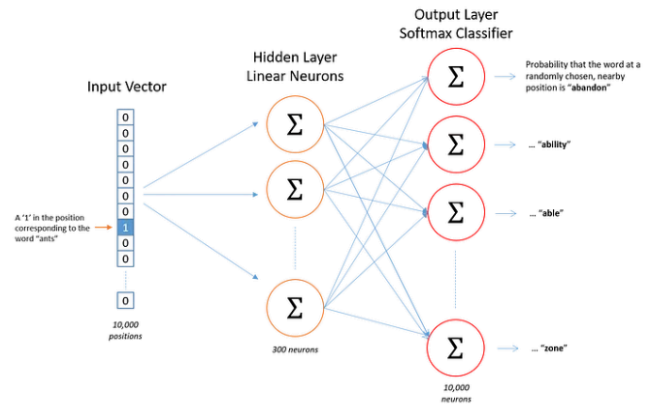 Output Layer
Softmax Classifier
Hidden Layer
Linear Neurons
Input Vector
0
0
0
0
0
0
0
1
0
0
0
A '1' in the position
corresponding to the
word "ants"
10,000
positions
Σ
Σ
Σ
300 neurons
Σ
Σ
Σ
Σ
10,000
neurons
Probability that the word at a
randomly chosen, nearby
position is "abandon"
... "ability"
... "able"
... "zone"